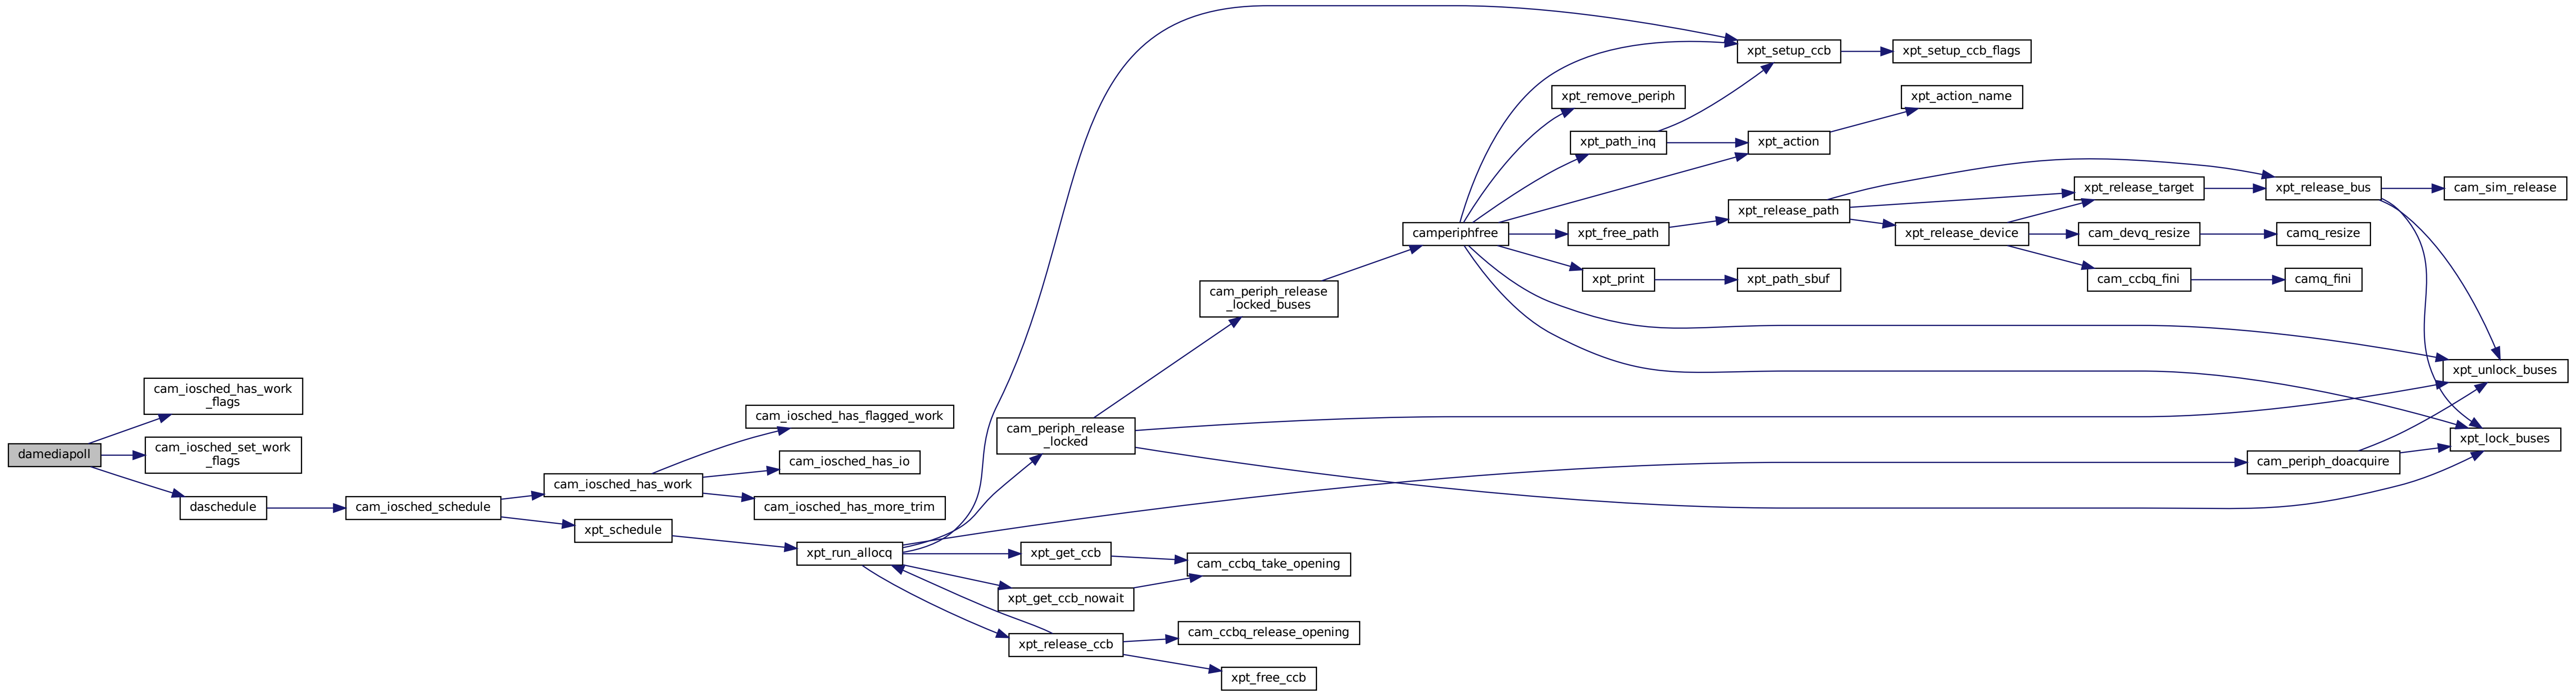 damediapoll
cam_iosched_has_work
_flags
cam_iosched_set_work
_flags
daschedule
cam_iosched_schedule
cam_iosched_has_work
xpt_schedule
cam_iosched_has_flagged_work
cam_iosched_has_io
cam_iosched_has_more_trim
xpt_run_allocq
cam_periph_release
_locked
xpt_get_ccb
xpt_get_ccb_nowait
xpt_release_ccb
cam_periph_release
_locked_buses
cam_ccbq_take_opening
cam_ccbq_release_opening
xpt_free_ccb
camperiphfree
xpt_remove_periph
xpt_path_inq
xpt_free_path
xpt_print
xpt_setup_ccb
xpt_action
xpt_release_path
xpt_path_sbuf
xpt_setup_ccb_flags
xpt_action_name
xpt_release_device
xpt_release_target
cam_devq_resize
cam_ccbq_fini
xpt_release_bus
camq_resize
camq_fini
cam_periph_doacquire
cam_sim_release
xpt_unlock_buses
xpt_lock_buses